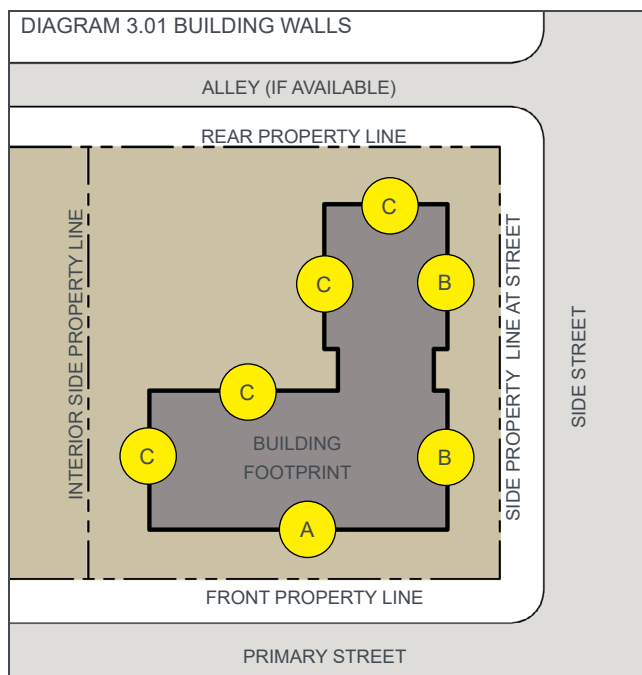 DIAGRAM 3.01 BUILDING WALLS
ALLEY (IF AVAILABLE)
REAR PROPERTY LINE
C
INTERIOR SIDE PROPERTY LINE
C
B
SIDE PROPERTY LINE AT STREET
SIDE STREET
C
C
BUILDING
FOOTPRINT
B
A
FRONT PROPERTY LINE
PRIMARY STREET